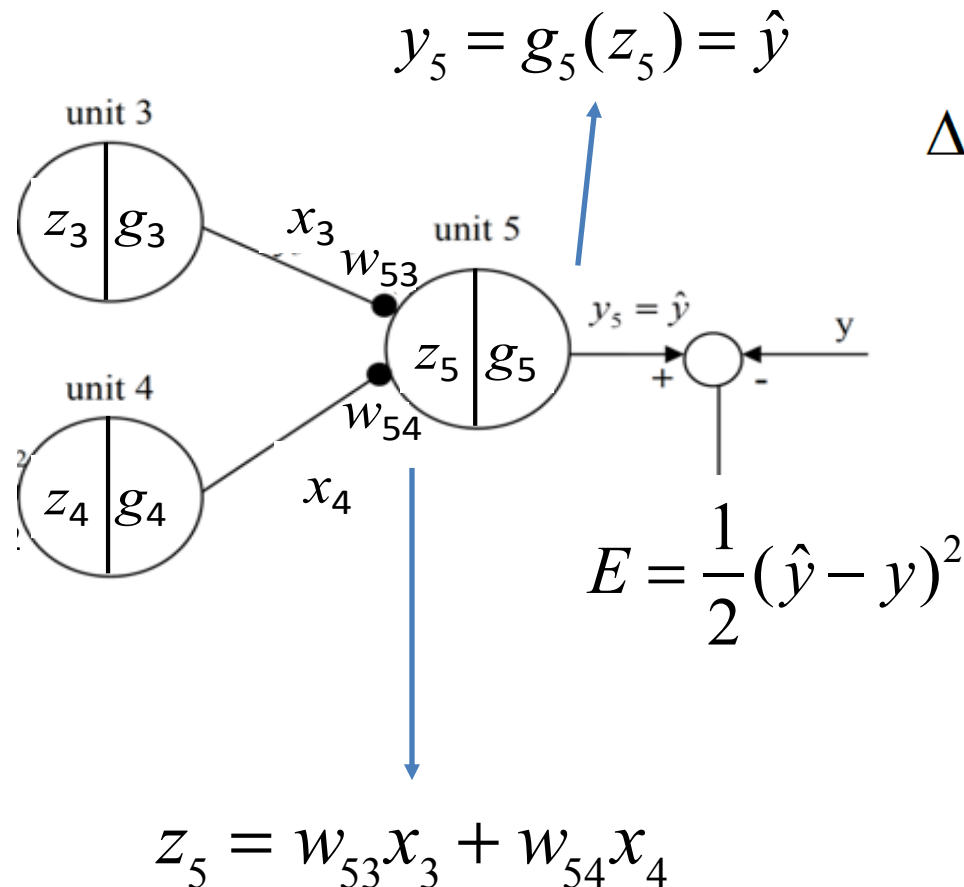 y₅ = g₅(z₅) = ŷ
unit 3
Δ
z₃ g₃
x₃
w₅₃
unit 5
y₅ = ŷ
y
z₅ g₅
+ -
unit 4
w₅₄
2
z₄ g₄
x₄
E = 1/2 (ŷ − y)²
z₅ = w₅₃x₃ + w₅₄x₄